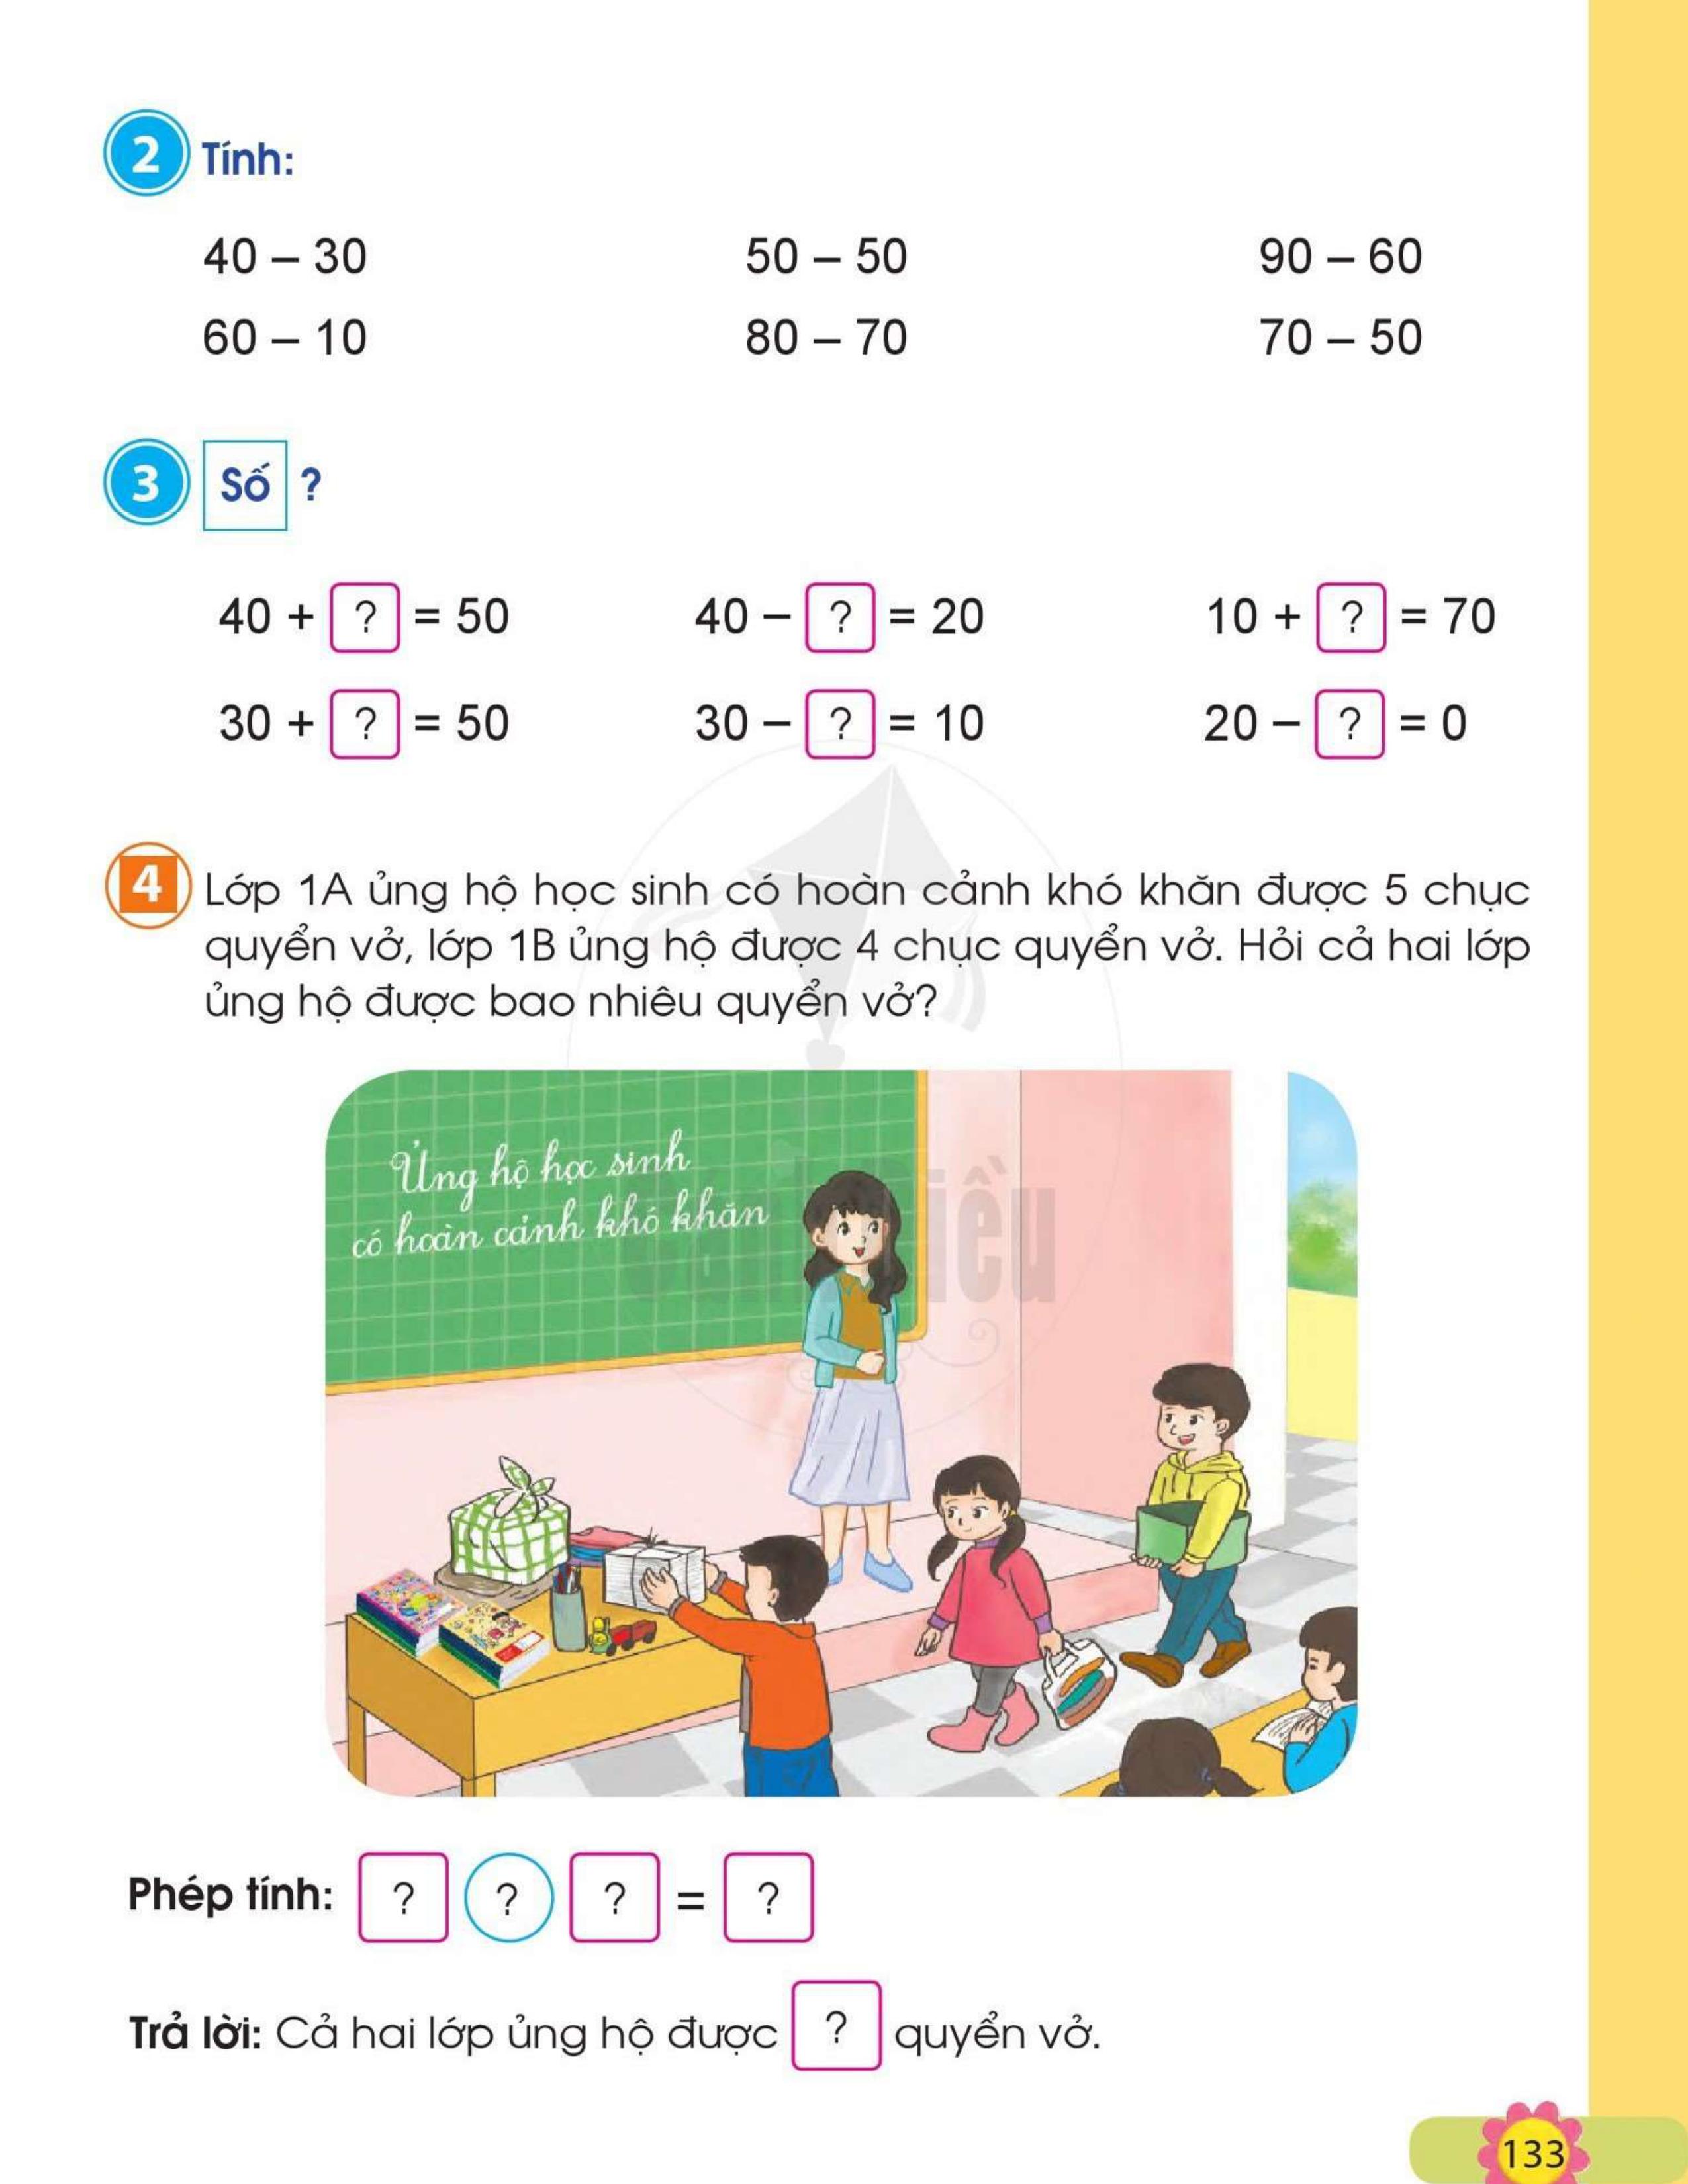 2 Tính:
40 – 30 50 – 50 90 – 60
60 – 10 80 – 70 70 – 50
3 Số ?
40 + ? = 50 40 – ? = 20 10 + ? = 70
30 + ? = 50 30 – ? = 10 20 – ? = 0
4 Lớp 1A ủng hộ học sinh có hoàn cảnh khó khăn được 5 chục
quyển vở, lớp 1B ủng hộ được 4 chục quyển vở. Hỏi cả hai lớp
ủng hộ được bao nhiêu quyển vở?
Ủng hộ học sinh
có hoàn cảnh khó khăn
Cánh Diều
Phép tính: ? ? ? = ?
Trả lời: Cả hai lớp ủng hộ được ? quyển vở.
133